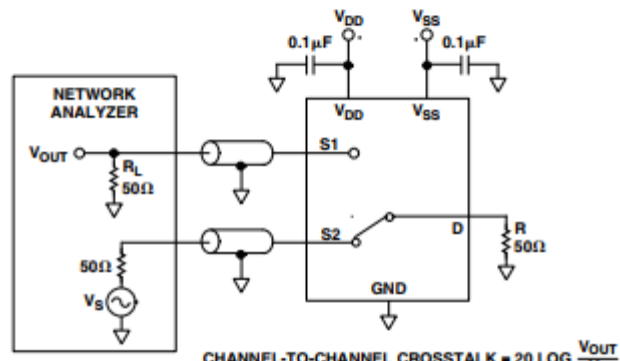 VDD
VSS
0.1µF
0.1µF
NETWORK ANALYZER
VDD
VSS
VOUT
RL
50Ω
S1
S2
D
R
50Ω
50Ω
VS
GND
CHANNEL-TO-CHANNEL CROSSTALK = 20 LOG VOUT